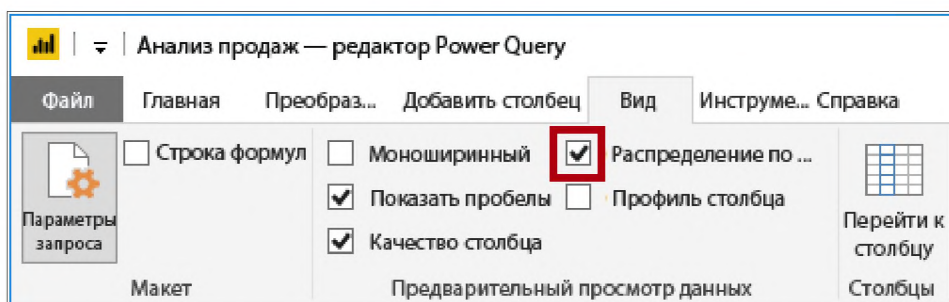 Анализ продаж — редактор Power Query
Файл Главная Преобраз... Добавить столбец Вид Инструме... Справка
Строка формул Моноширинный Распределение по ...
Показать пробелы Профиль столбца
Параметры запроса Качество столбца Перейти к столбцу
Макет Предварительный просмотр данных Столбцы